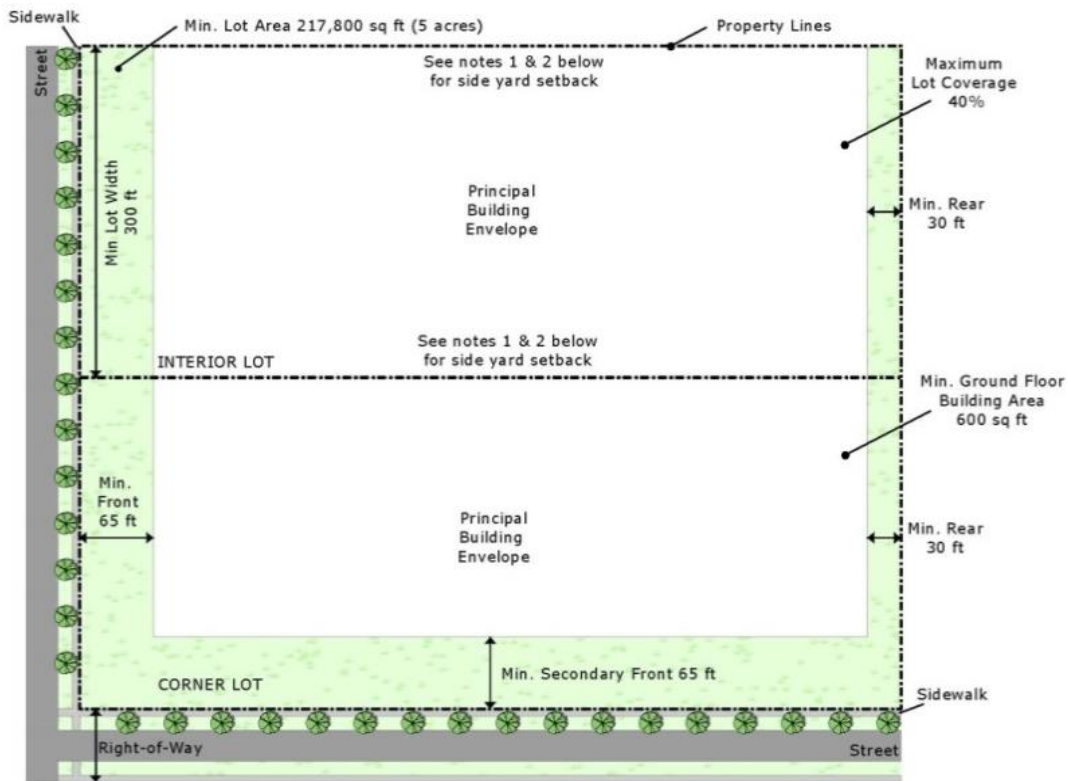 Sidewalk
Min. Lot Area 217,800 sq ft (5 acres)
Property Lines
Street
See notes 1 & 2 below
for side yard setback
Maximum
Lot Coverage
40%
Min Lot Width
300 ft
Principal
Building
Envelope
Min. Rear
30 ft
See notes 1 & 2 below
for side yard setback
INTERIOR LOT
Min. Ground Floor
Building Area
600 sq ft
Min.
Front
65 ft
Principal
Building
Envelope
Min. Rear
30 ft
Min. Secondary Front 65 ft
CORNER LOT
Sidewalk
Right-of-Way
Street